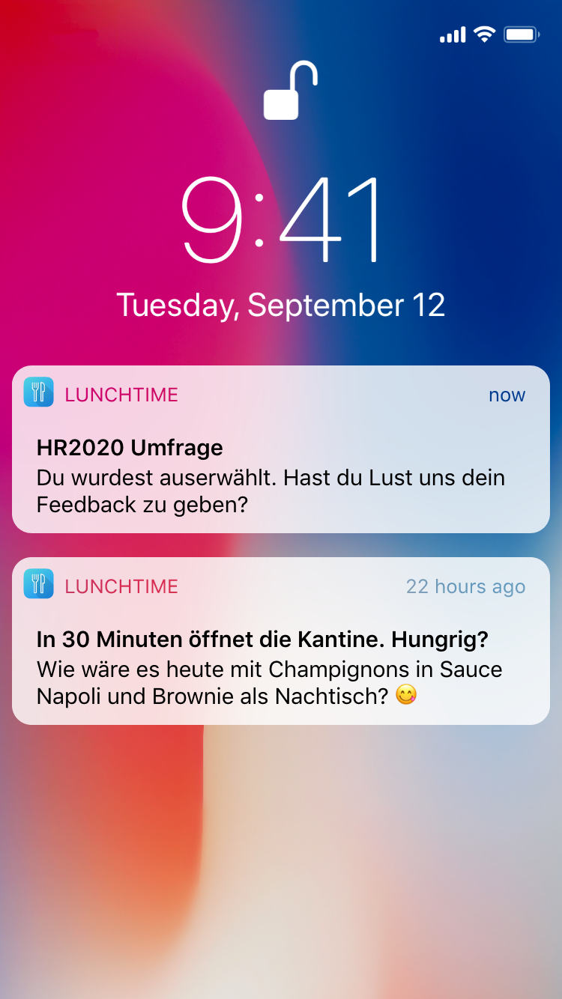 9:41
Tuesday, September 12
LUNCHTIME now
HR2020 Umfrage
Du wurdest auserwählt. Hast du Lust uns dein
Feedback zu geben?
LUNCHTIME 22 hours ago
In 30 Minuten öffnet die Kantine. Hungrig?
Wie wäre es heute mit Champignons in Sauce
Napoli und Brownie als Nachtisch? 😋